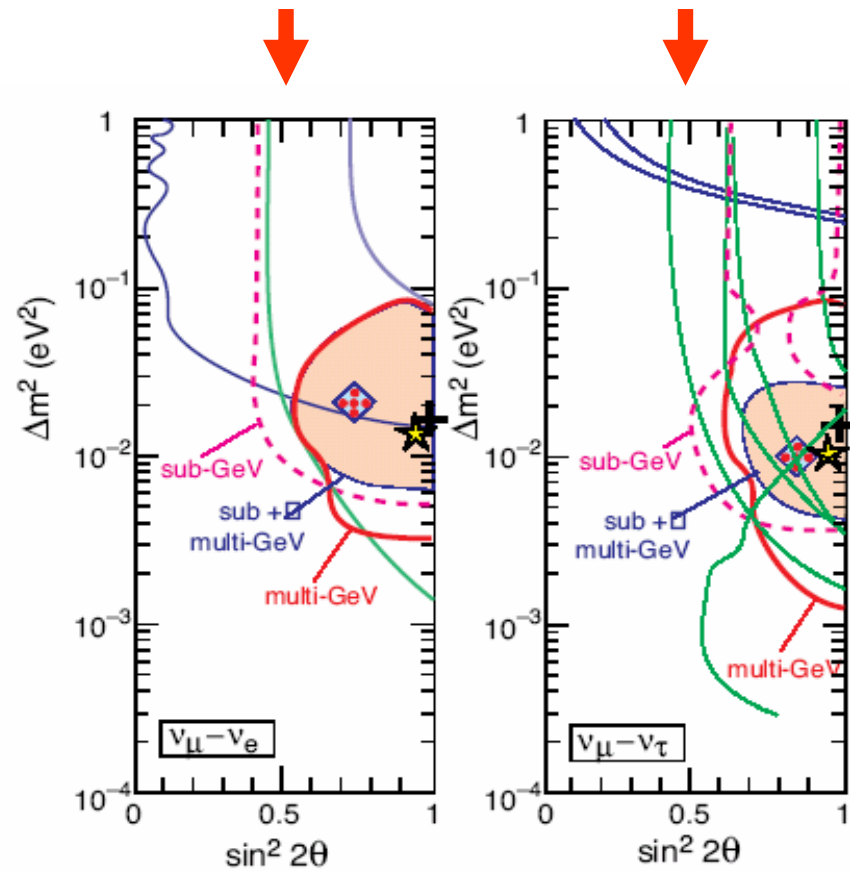 1
10⁻¹
Δm² (eV²)
10⁻²
sub-GeV
sub +
multi-GeV
multi-GeV
10⁻³
νμ−νe
10⁻⁴
0
0.5
1
sin² 2θ
1
10⁻¹
Δm² (eV²)
10⁻²
sub-GeV
sub +
multi-GeV
10⁻³
multi-GeV
νμ−ντ
10⁻⁴
0
0.5
1
sin² 2θ